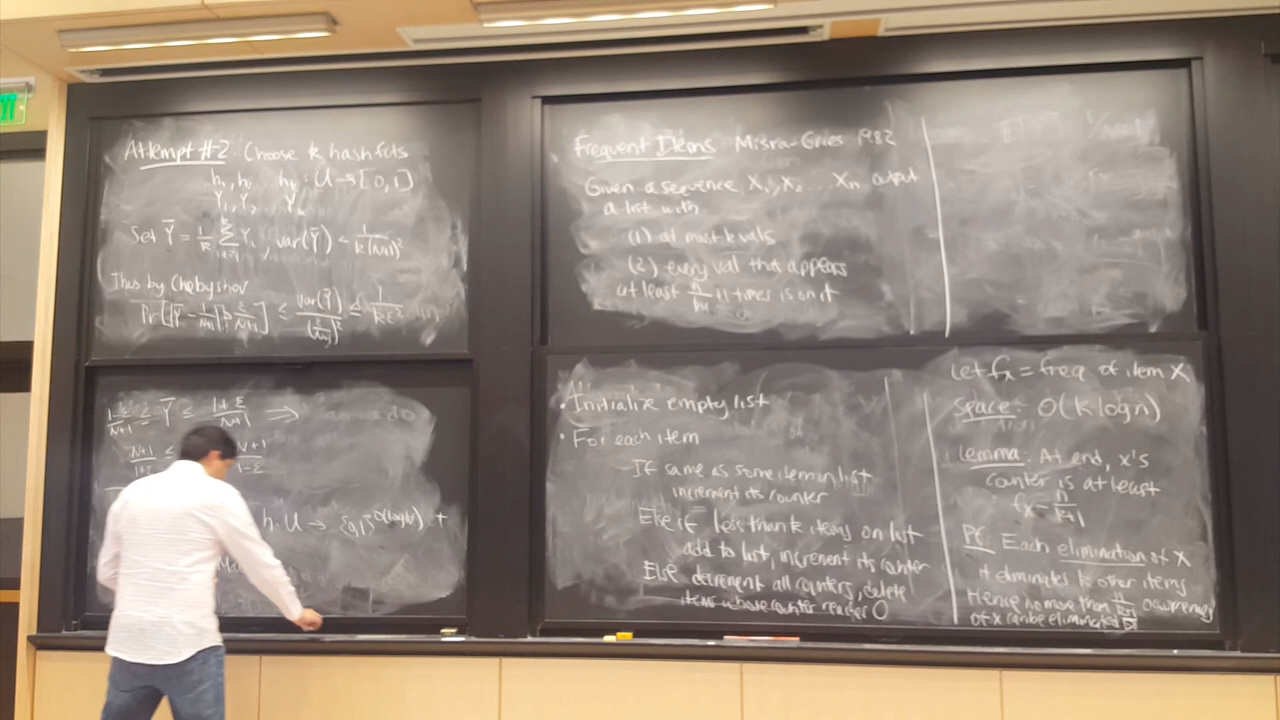 Attempt #2: Choose k hash fcts
h₁, h₂ ... hₖ: U → [0,1]
Y₁, Y₂ ... Yₖ
Set Ȳ = 1/k Σ Yᵢ, var(Ȳ) < 1/k(N+1)²
Thus by Chebyshov
Pr[|Ȳ - 1/N+1| > ε/N+1] ≤ var(Ȳ)/(ε/N+1)² ≤ 1/kε²
1-ε/N+1 ≤ Ȳ ≤ 1+ε/N+1 ⇒
N+1/1+ε ≤ N+1/1-ε
h: U → {0,1}^O(log k) +
Frequent Items Misra-Gries 1982
Given a sequence X₁, X₂ ... Xn output
a list with
(1) at most k vals
(2) every val that appears
at least n/k+1 +1 times is on it
Alg:
• Initialize empty list
• For each item
- If same as some item on list
increment its counter
Else if less than k items on list
add to list, increment its counter
Else decrement all counters, delete
items whose counter reaches 0
Let fx = freq of item X
Space: O(k log n)
Lemma: At end, x's
counter is at least
fx - n/k+1
Pf: Each elimination of X
eliminates k other items
Hence no more than n/k+1 occurrences
of x can be eliminated